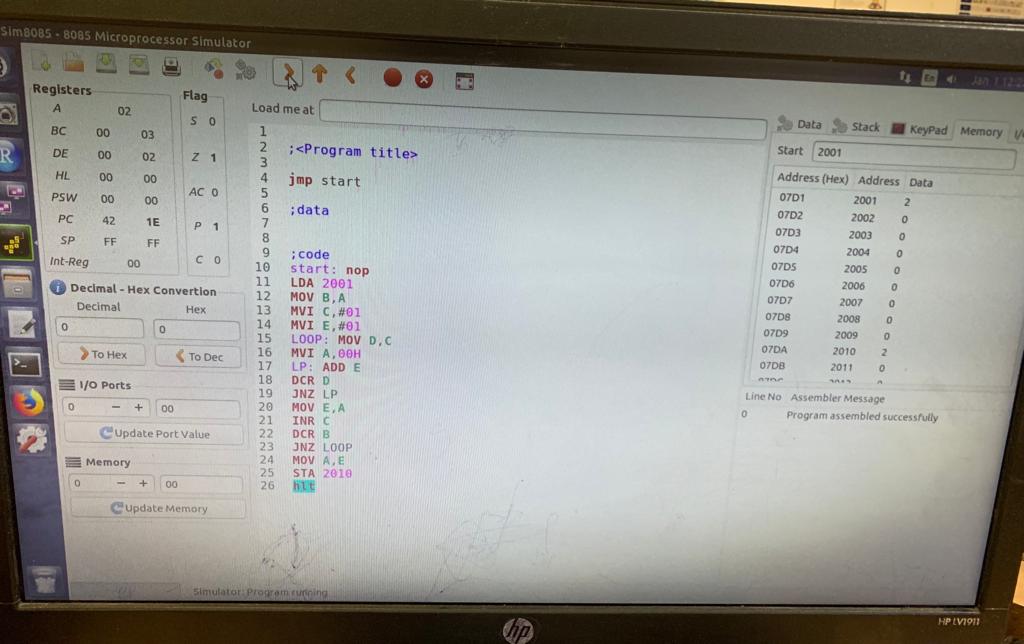 Sim8085 - 8085 Microprocessor Simulator
En Jan 1 12:2
Registers
A 02
BC 00 03
DE 00 02
HL 00 00
PSW 00 00
PC 42 1E
SP FF FF
Int-Reg 00
Flag
S 0
Z 1
AC 0
P 1
C 0
Decimal - Hex Convertion
Decimal Hex
0 0
To Hex To Dec
I/O Ports
0 - + 00
Update Port Value
Memory
0 - + 00
Update Memory
Load me at
1
2 ;<Program title>
3
4 jmp start
5
6 ;data
7
8
9 ;code
10 start: nop
11 LDA 2001
12 MOV B,A
13 MVI C,#01
14 MVI E,#01
15 LOOP: MOV D,C
16 MVI A,00H
17 LP: ADD E
18 DCR D
19 JNZ LP
20 MOV E,A
21 INR C
22 DCR B
23 JNZ LOOP
24 MOV A,E
25 STA 2010
26 hlt
Data Stack KeyPad Memory I/
Start 2001
Address (Hex) Address Data
07D1 2001 2
07D2 2002 0
07D3 2003 0
07D4 2004 0
07D5 2005 0
07D6 2006 0
07D7 2007 0
07D8 2008 0
07D9 2009 0
07DA 2010 2
07DB 2011 0
Line No Assembler Message
0 Program assembled successfully
Simulator: Program running
hp
HP LV1911